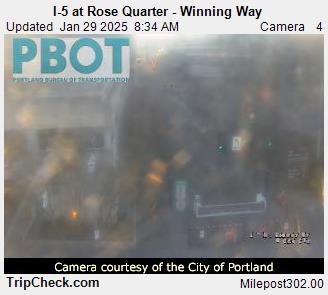 I-5 at Rose Quarter - Winning Way
Updated Jan 29 2025 8:34 AM Camera 4
PBOT
PORTLAND BUREAU OF TRANSPORTATION
Camera courtesy of the City of Portland
TripCheck.com Milepost302.00